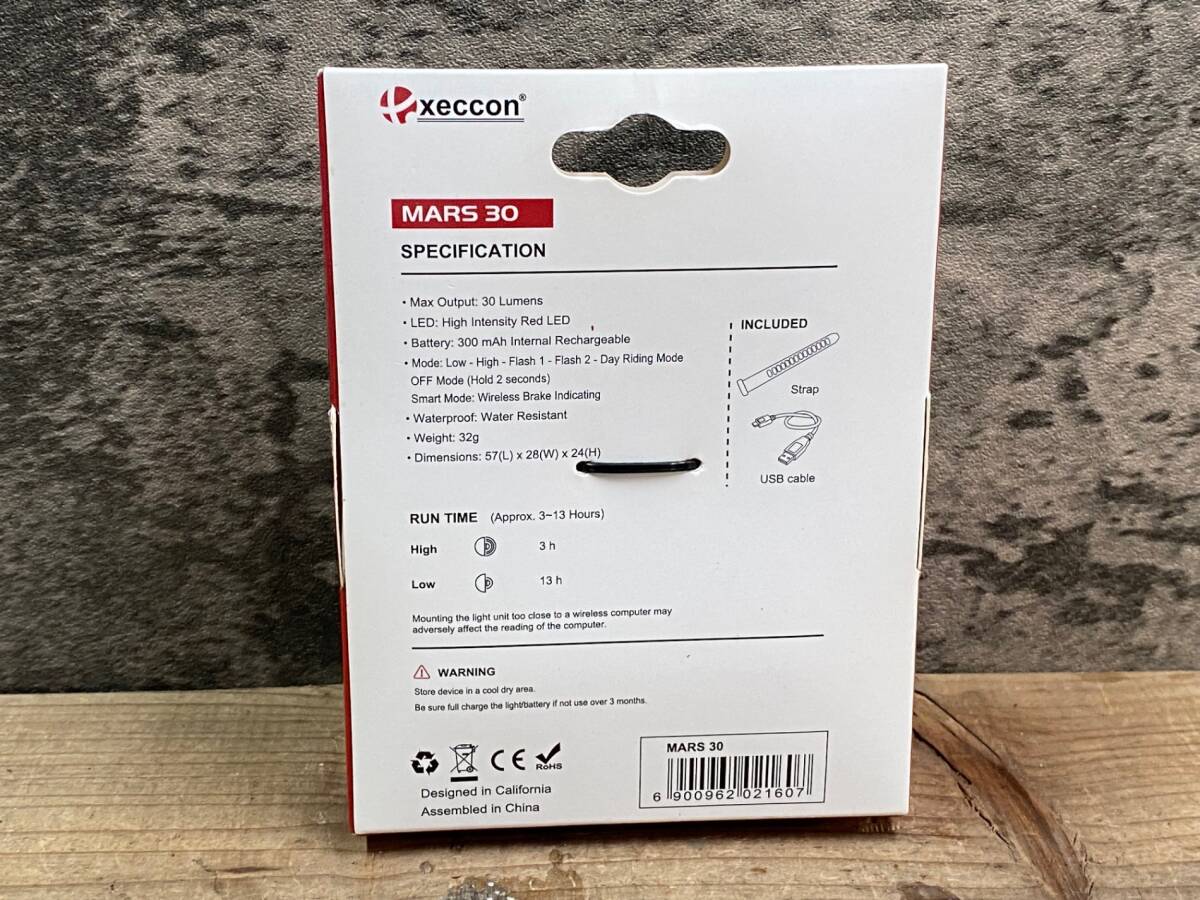 xeccon®
MARS 30
SPECIFICATION
• Max Output: 30 Lumens
• LED: High Intensity Red LED
• Battery: 300 mAh Internal Rechargeable
• Mode: Low - High - Flash 1 - Flash 2 - Day Riding Mode
OFF Mode (Hold 2 seconds)
Smart Mode: Wireless Brake Indicating
• Waterproof: Water Resistant
• Weight: 32g
• Dimensions: 57(L) x 28(W) x 24(H)
INCLUDED
Strap
USB cable
RUN TIME (Approx. 3~13 Hours)
High 3 h
Low 13 h
Mounting the light unit too close to a wireless computer may
adversely affect the reading of the computer.
WARNING
Store device in a cool dry area.
Be sure full charge the light/battery if not use over 3 months.
CE RoHS
Designed in California
Assembled in China
MARS 30
6 900962 021607